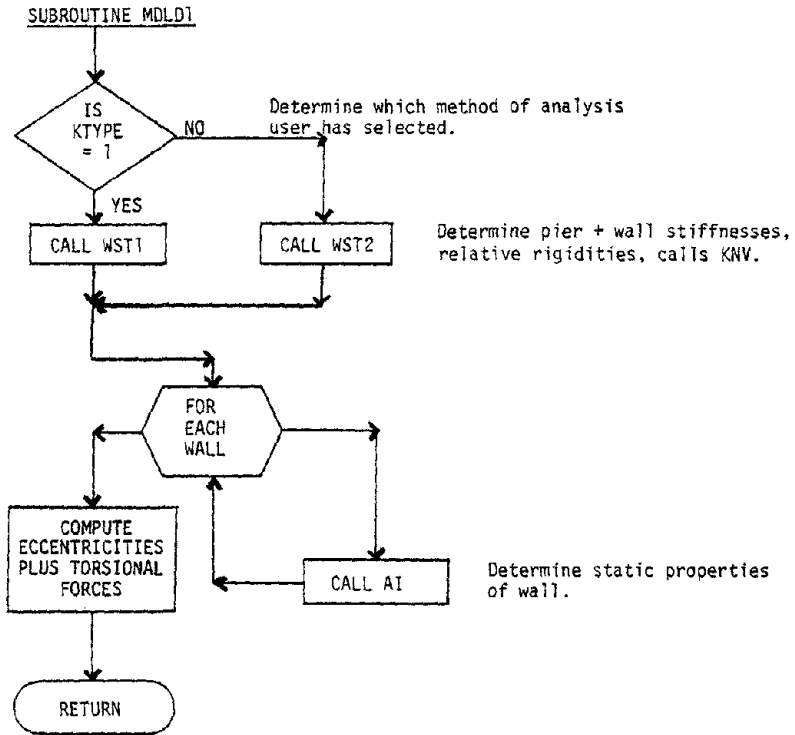 SUBROUTINE MDLD1
IS
KTYPE
= 1
NO
Determine which method of analysis
user has selected.
YES
CALL WST1
CALL WST2
Determine pier + wall stiffnesses,
relative rigidities, calls KNV.
FOR
EACH
WALL
COMPUTE
ECCENTRICITIES
PLUS TORSIONAL
FORCES
CALL AI
Determine static properties
of wall.
RETURN